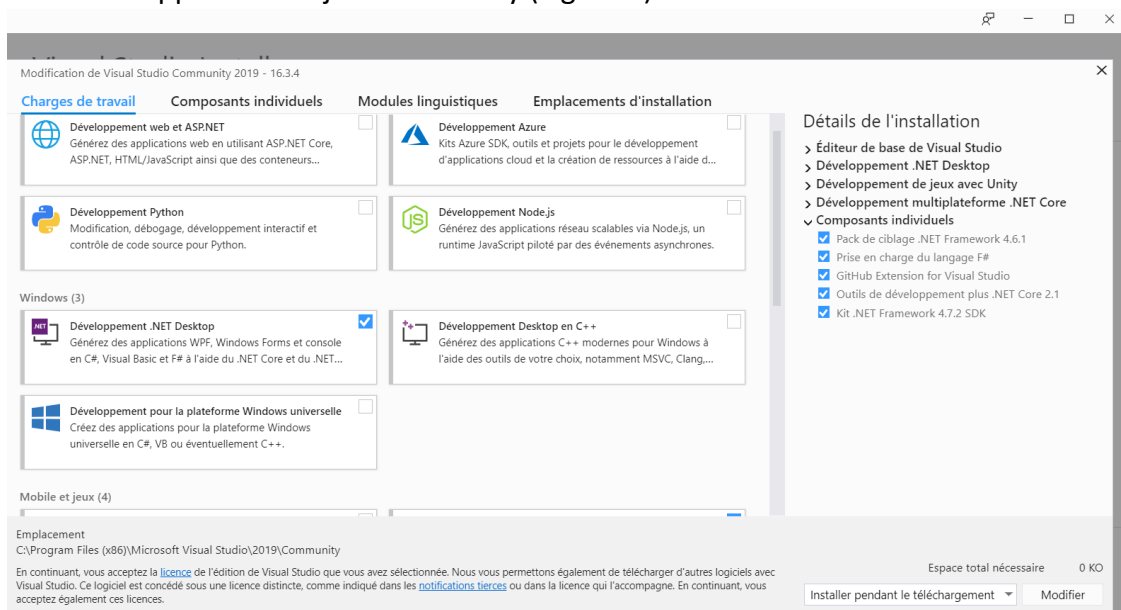 Modification de Visual Studio Community 2019 - 16.3.4
Charges de travail Composants individuels Modules linguistiques Emplacements d'installation
Développement web et ASP.NET
Générez des applications web en utilisant ASP.NET Core,
ASP.NET, HTML/JavaScript ainsi que des conteneurs...
Développement Azure
Kits Azure SDK, outils et projets pour le développement
d'applications cloud et la création de ressources à l'aide d...
Développement Python
Modification, débogage, développement interactif et
contrôle de code source pour Python.
Développement Node.js
Générez des applications réseau scalables via Node.js, un
runtime JavaScript piloté par des événements asynchrones.
Windows (3)
Développement .NET Desktop
Générez des applications WPF, Windows Forms et console
en C#, Visual Basic et F# à l'aide du .NET Core et du .NET...
Développement Desktop en C++
Générez des applications C++ modernes pour Windows à
l'aide des outils de votre choix, notamment MSVC, Clang,...
Développement pour la plateforme Windows universelle
Créez des applications pour la plateforme Windows
universelle en C#, VB ou éventuellement C++.
Mobile et jeux (4)
Détails de l'installation
Éditeur de base de Visual Studio
Développement .NET Desktop
Développement de jeux avec Unity
Développement multiplateforme .NET Core
Composants individuels
Pack de ciblage .NET Framework 4.6.1
Prise en charge du langage F#
GitHub Extension for Visual Studio
Outils de développement plus .NET Core 2.1
Kit .NET Framework 4.7.2 SDK
Emplacement
C:\Program Files (x86)\Microsoft Visual Studio\2019\Community
En continuant, vous acceptez la licence de l'édition de Visual Studio que vous avez sélectionnée. Nous vous permettons également de télécharger d'autres logiciels avec
Visual Studio. Ce logiciel est concédé sous une licence distincte, comme indiqué dans les notifications tierces ou dans la licence qui l'accompagne. En continuant, vous
acceptez également ces licences.
Espace total nécessaire 0 KO
Installer pendant le téléchargement Modifier